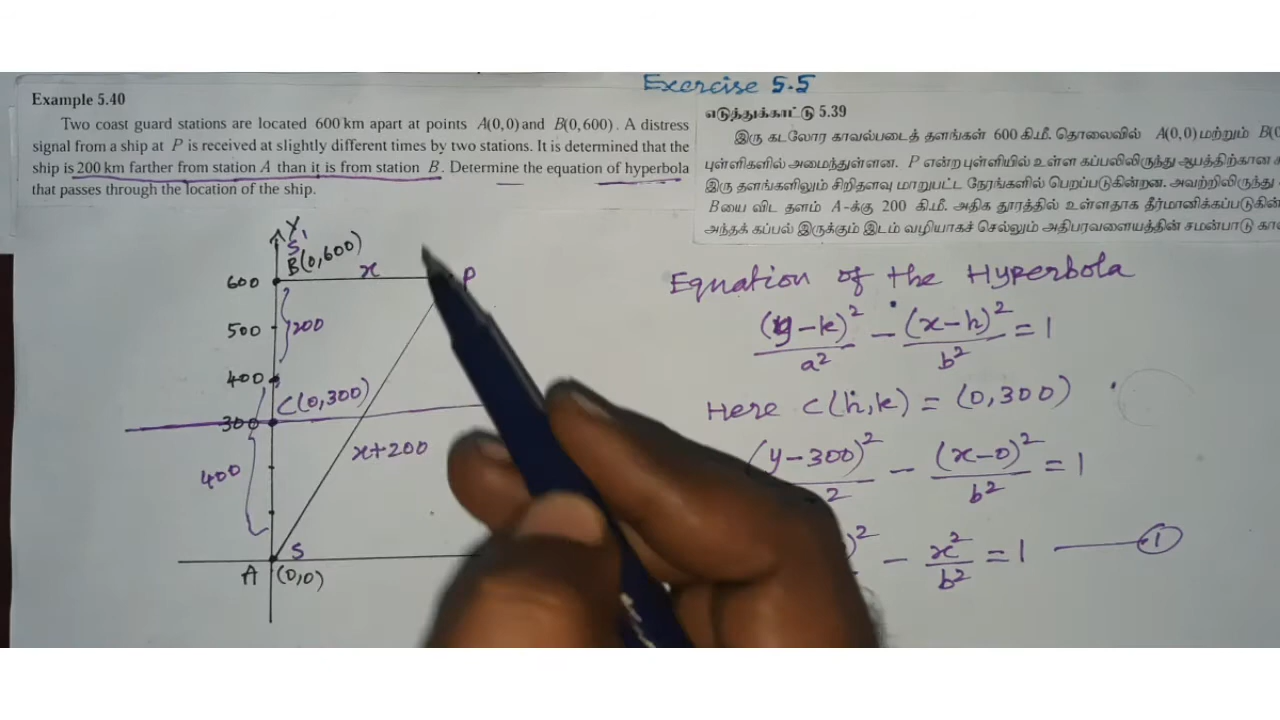 Exercise 5.5
Example 5.40
Two coast guard stations are located 600 km apart at points A(0,0) and B(0,600). A distress
signal from a ship at P is received at slightly different times by two stations. It is determined that the
ship is 200 km farther from station A than it is from station B. Determine the equation of hyperbola
that passes through the location of the ship.
எடுத்துக்காட்டு 5.39
இரு கடலோர காவல்படைத் தளங்கள் 600 கி.மீ. தொலைவில் A(0,0) மற்றும்
புள்ளிகளில் அமைந்துள்ளன. P என்ற புள்ளியில் உள்ள கப்பலிலிருந்து ஆபத்திற்கான
இரு தளங்களிலும் சிறிதளவு மாறுபட்ட நேரங்களில் பெறப்படுகின்றன. அவற்றிலிருந்து
Bயை விட தளம் A-க்கு 200 கி.மீ. அதிக தூரத்தில் உள்ளதாக
அந்தக் கப்பல் இருக்கும் இடம் வழியாகச் செல்லும் அதிபரவளையத்தின் சமன்பாடு
Y
S'
B(0,600)
x
P
600
200
500
400
C(0,300)
300
400
x+200
S
A (0,0)
Equation of the Hyperbola
(y-k)²/a² - (x-h)²/b² = 1
Here C(h,k) = (0,300)
(y-300)²/ ² - (x-0)²/b² = 1
)² - x²/b² = 1 ①